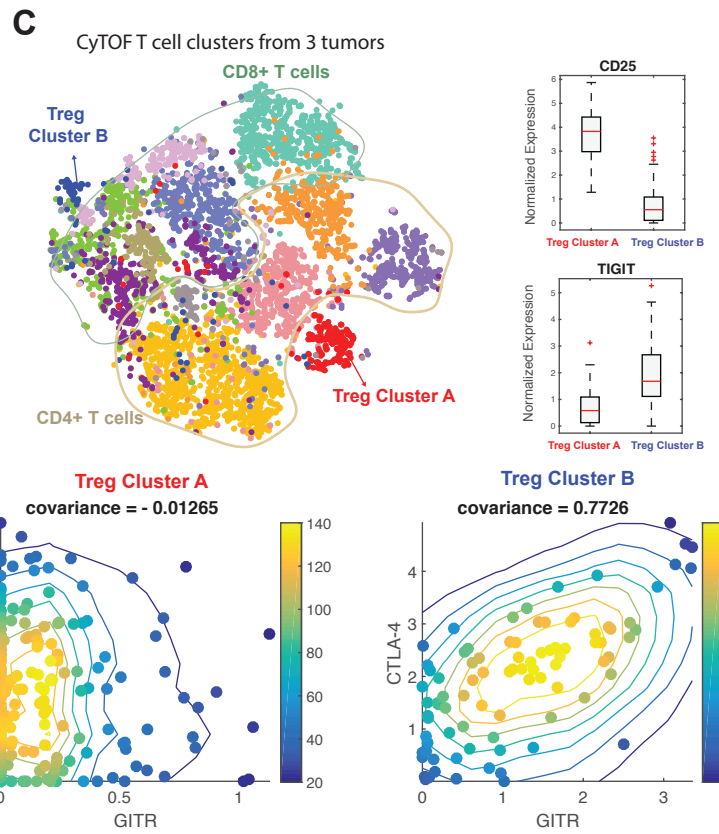 C
CyTOF T cell clusters from 3 tumors
CD8+ T cells
Treg
Cluster B
CD4+ T cells
Treg Cluster A
CD25
Normalized Expression
6
5
4
3
2
1
0
Treg Cluster A Treg Cluster B
TIGIT
Normalized Expression
5
4
3
2
1
0
Treg Cluster A Treg Cluster B
Treg Cluster A
covariance = - 0.01265
140
120
100
80
60
40
20
0 0.5 1
GITR
Treg Cluster B
covariance = 0.7726
CTLA-4
4
3
2
1
0 1 2 3
GITR